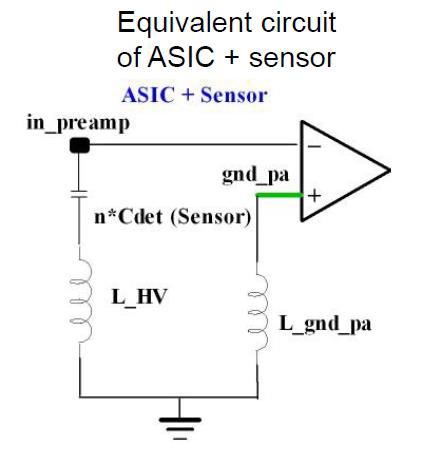 Equivalent circuit
of ASIC + sensor
ASIC + Sensor
in_preamp
−
gnd_pa
+
n*Cdet (Sensor)
L_HV
L_gnd_pa